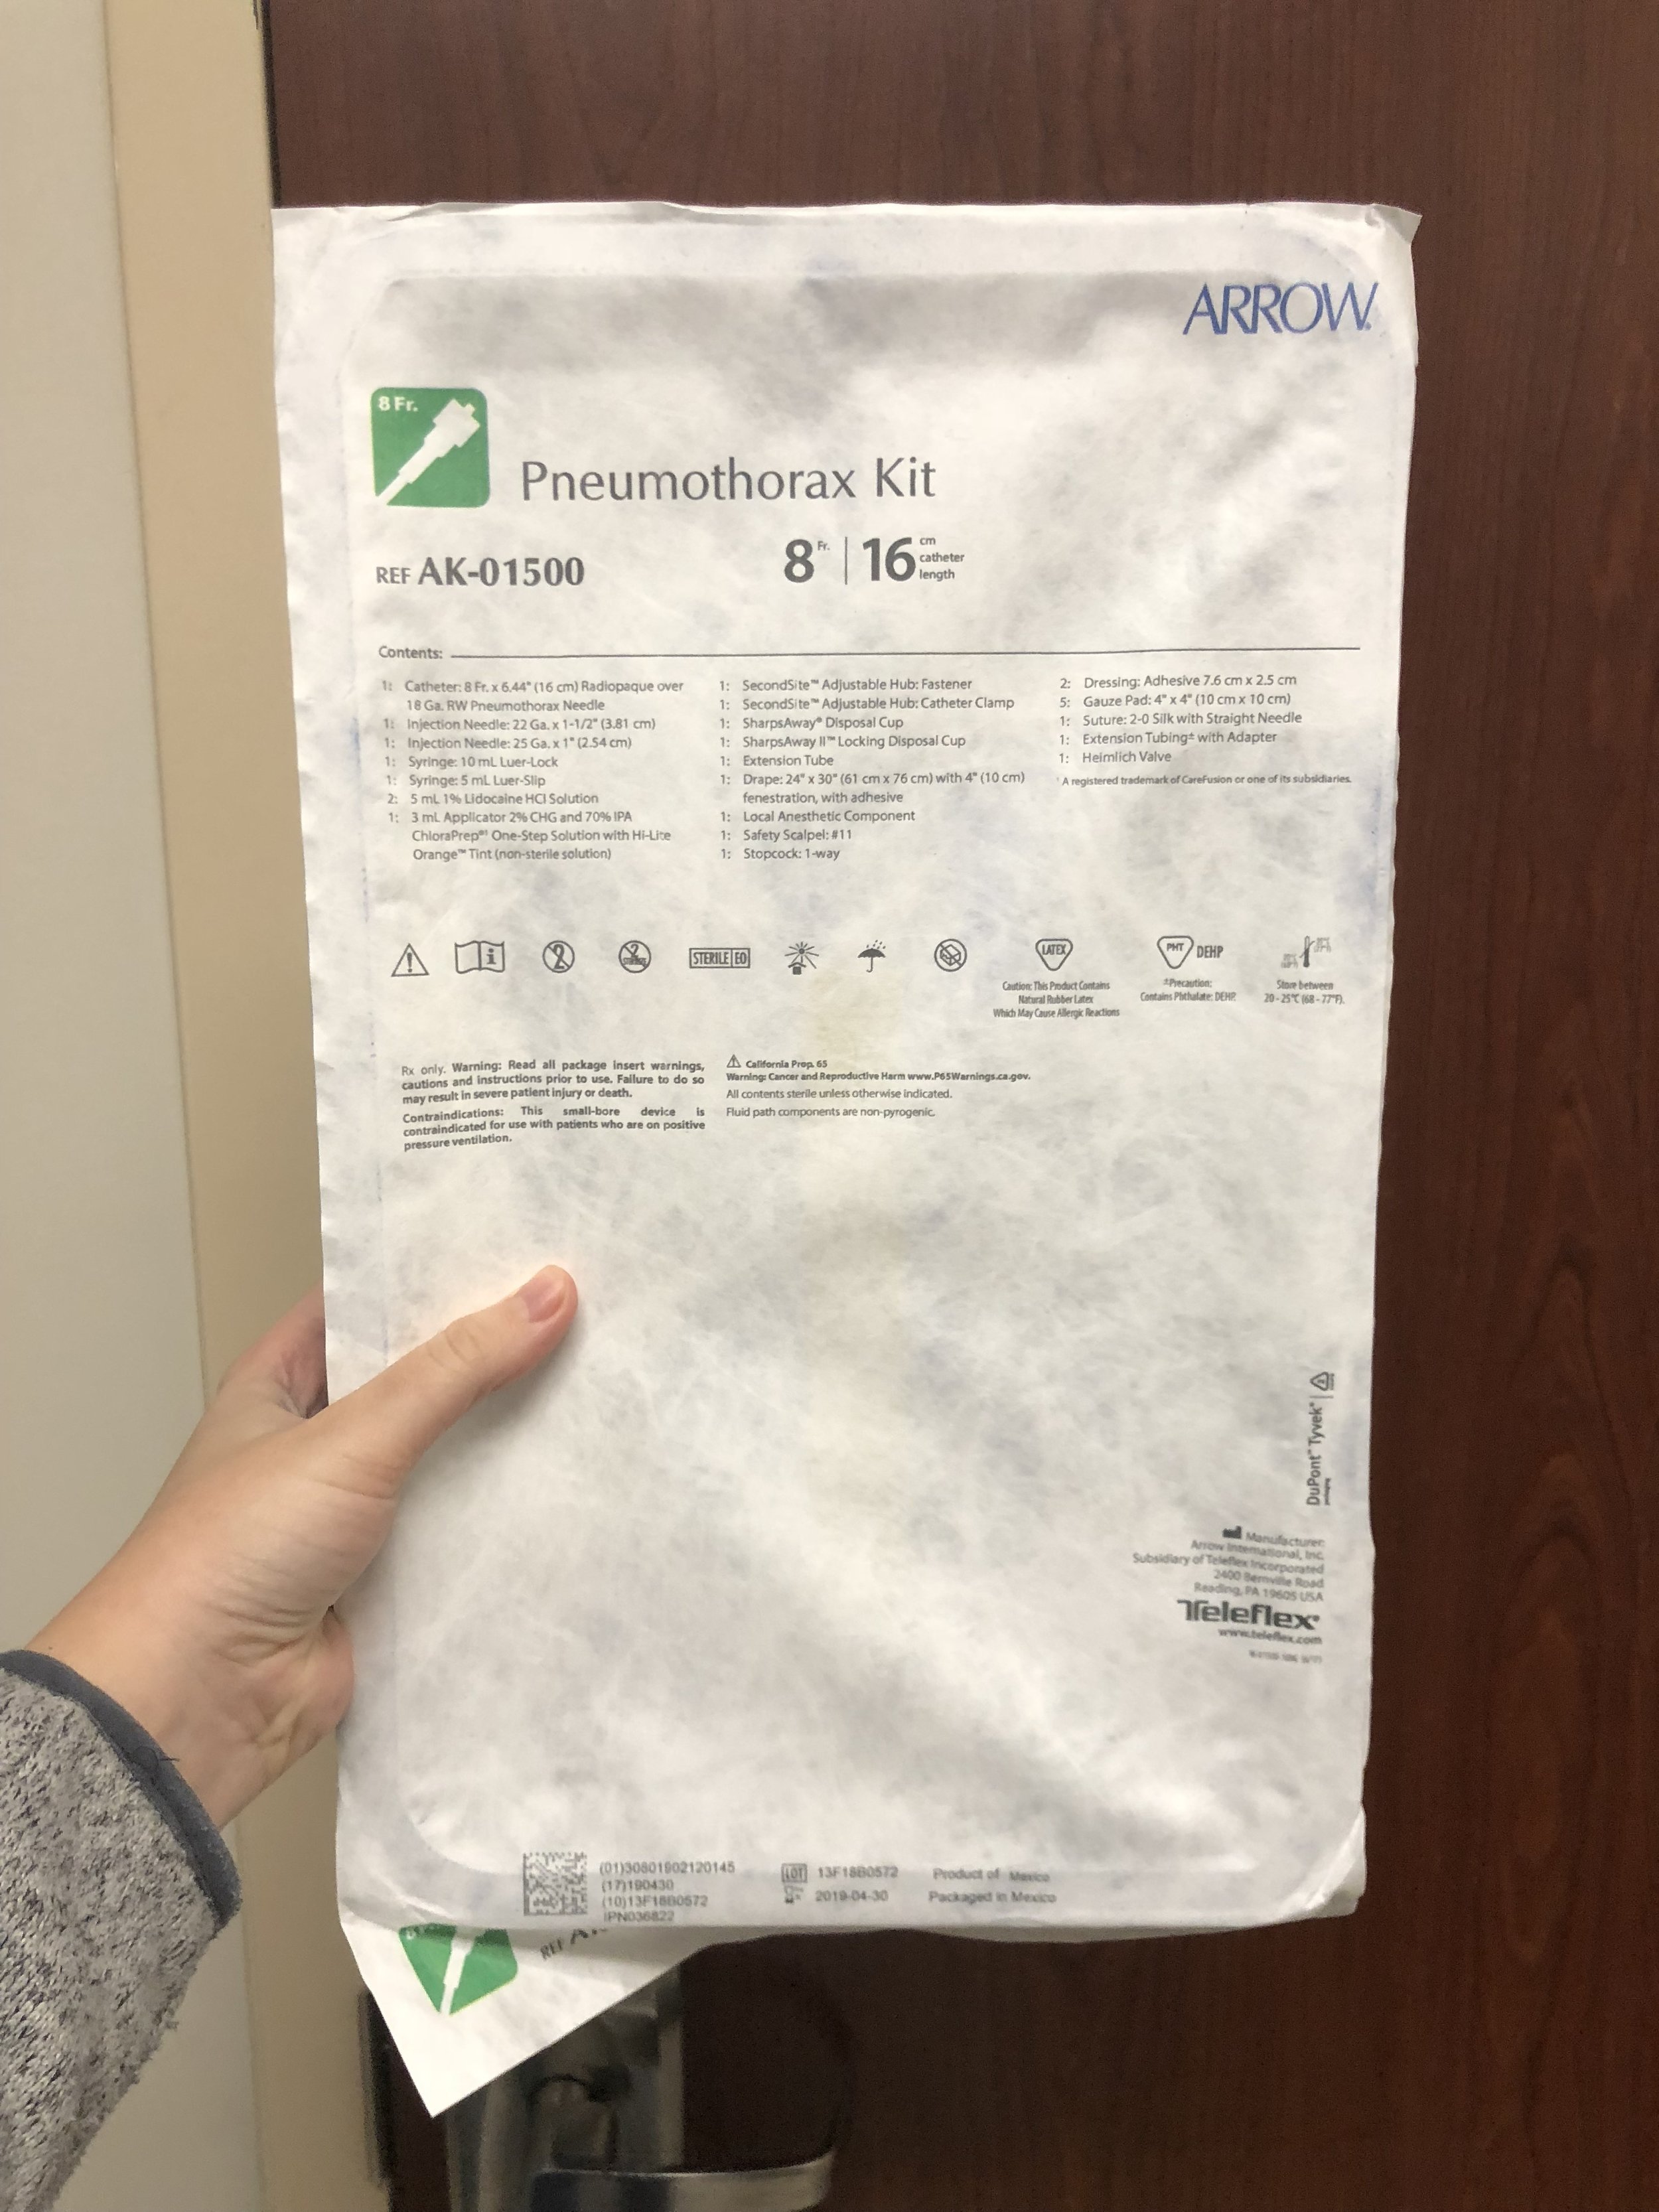 ARROW®
8 Fr.
Pneumothorax Kit
REF AK-01500
8 Fr. | 16 cm catheter length
Contents:
1: Catheter: 8 Fr. x 6.44" (16 cm) Radiopaque over
18 Ga. RW Pneumothorax Needle
1: Injection Needle: 22 Ga. x 1-1/2" (3.81 cm)
1: Injection Needle: 25 Ga. x 1" (2.54 cm)
1: Syringe: 10 mL Luer-Lock
1: Syringe: 5 mL Luer-Slip
2: 5 mL 1% Lidocaine HCl Solution
1: 3 mL Applicator 2% CHG and 70% IPA
ChloraPrep®¹ One-Step Solution with Hi-Lite
Orange™ Tint (non-sterile solution)
1: SecondSite™ Adjustable Hub: Fastener
1: SecondSite™ Adjustable Hub: Catheter Clamp
1: SharpsAway® Disposal Cup
1: SharpsAway II™ Locking Disposal Cup
1: Extension Tube
1: Drape: 24" x 30" (61 cm x 76 cm) with 4" (10 cm)
fenestration, with adhesive
1: Local Anesthetic Component
1: Safety Scalpel: #11
1: Stopcock: 1-way
2: Dressing: Adhesive 7.6 cm x 2.5 cm
5: Gauze Pad: 4" x 4" (10 cm x 10 cm)
1: Suture: 2-0 Silk with Straight Needle
1: Extension Tubing± with Adapter
1: Heimlich Valve
¹ A registered trademark of CareFusion or one of its subsidiaries.
2
STERILE EO
LATEX
Caution: This Product Contains
Natural Rubber Latex
Which May Cause Allergic Reactions
PHT DEHP
±Precaution:
Contains Phthalate: DEHP.
Store between
20 - 25°C (68 - 77°F).
Rx only. Warning: Read all package insert warnings,
cautions and instructions prior to use. Failure to do so
may result in severe patient injury or death.
Contraindications: This small-bore device is
contraindicated for use with patients who are on positive
pressure ventilation.
California Prop. 65
Warning: Cancer and Reproductive Harm www.P65Warnings.ca.gov.
All contents sterile unless otherwise indicated.
Fluid path components are non-pyrogenic.
DuPont™ Tyvek®
Manufacturer:
Arrow International, Inc.
Subsidiary of Teleflex Incorporated
2400 Bernville Road
Reading, PA 19605 USA
Teleflex®
www.teleflex.com
(01)30801902120145
(17)190430
(10)13F18B0572
IPN036822
LOT 13F18B0572
2019-04-30
Product of Mexico
Packaged in Mexico
REF A